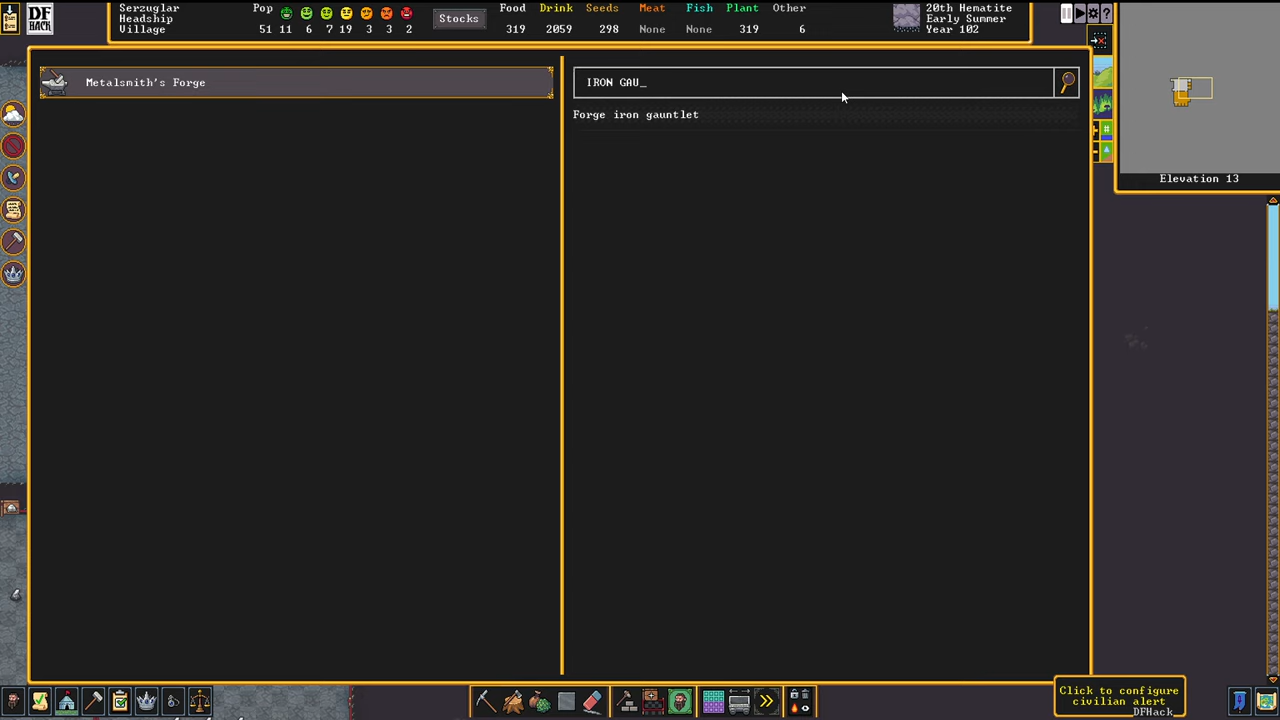 Serzuglar
Headship
Village
DF
HACK
Pop
51 11 6 7 19 3 3 2
Stocks
Food Drink Seeds Meat Fish Plant Other
319 2059 298 None None 319 6
20th Hematite
Early Summer
Year 102
Elevation 13
Metalsmith's Forge
IRON GAU_
Forge iron gauntlet
Click to configure
civilian alert
DFHack